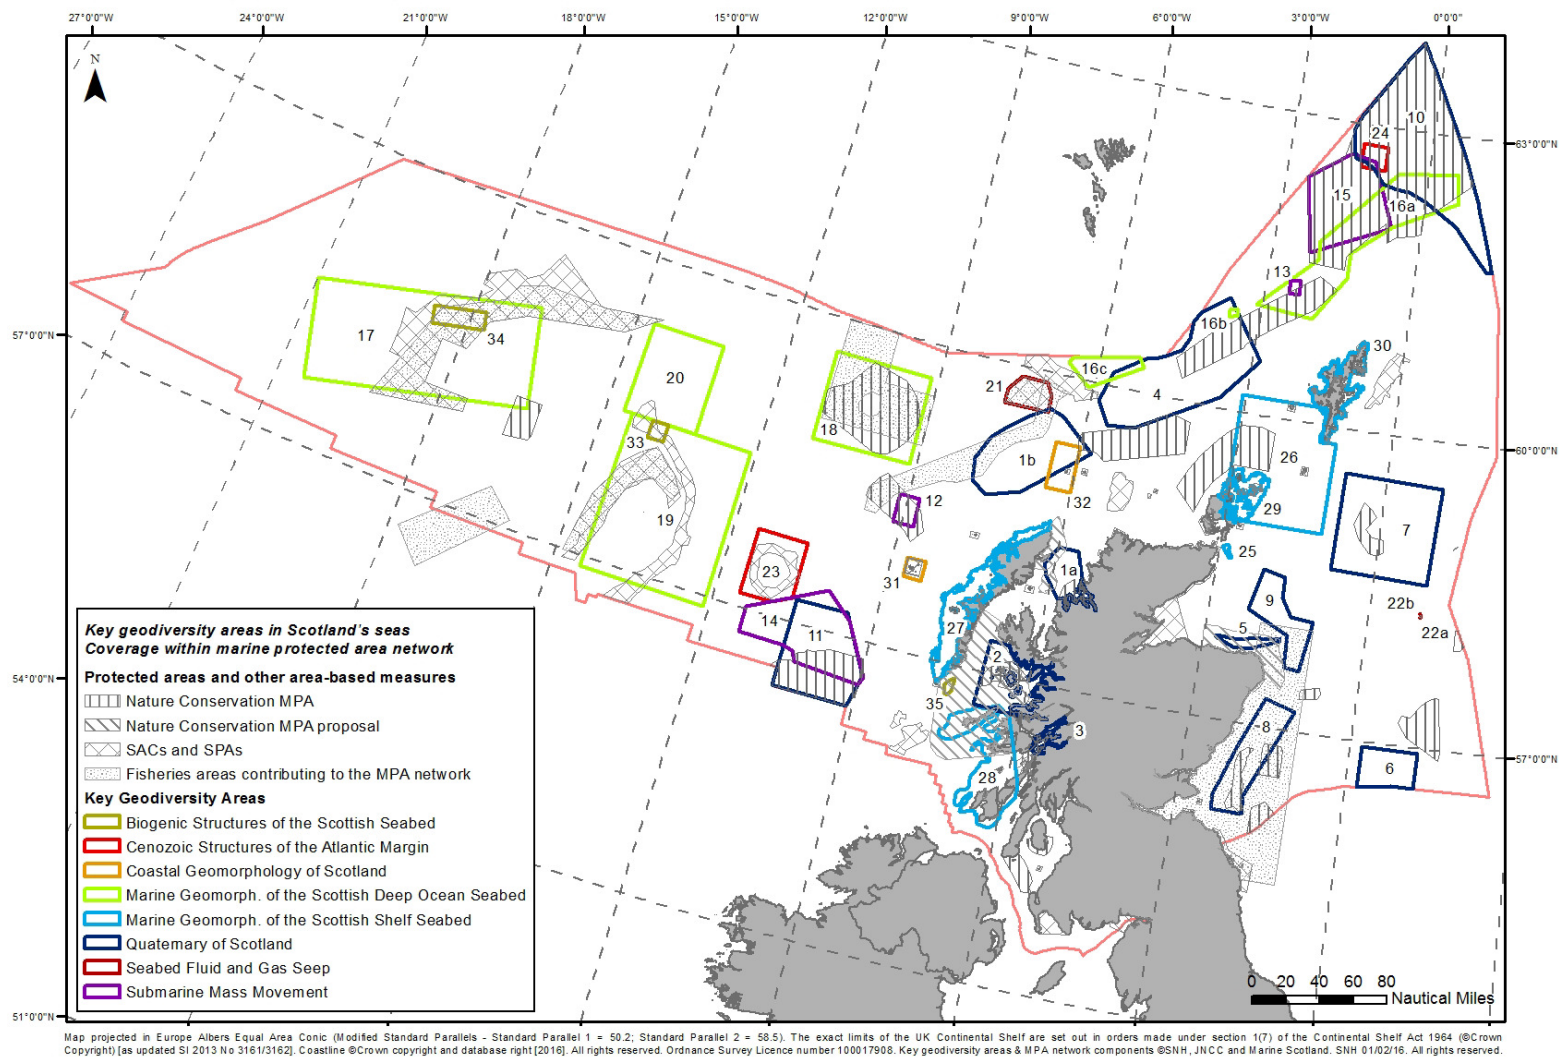 27°0'0"W 24°0'0"W 21°0'0"W 18°0'0"W 15°0'0"W 12°0'0"W 9°0'0"W 6°0'0"W 3°0'0"W 0°0'0"
N
10
24
63°0'0"N
15
16a
13
16b
57°0'0"N
17
34
30
20
16c
21
4
18
33
1b
26
60°0'0"N
12
32
19
29
7
25
23
31
1a
9
22b
14
11
27
5
22a
2
54°0'0"N
35
3
8
57°0'0"N
6
28
Key geodiversity areas in Scotland's seas
Coverage within marine protected area network
Protected areas and other area-based measures
Nature Conservation MPA
Nature Conservation MPA proposal
SACs and SPAs
Fisheries areas contributing to the MPA network
Key Geodiversity Areas
Biogenic Structures of the Scottish Seabed
Cenozoic Structures of the Atlantic Margin
Coastal Geomorphology of Scotland
Marine Geomorph. of the Scottish Deep Ocean Seabed
Marine Geomorph. of the Scottish Shelf Seabed
Quaternary of Scotland
Seabed Fluid and Gas Seep
Submarine Mass Movement
0 20 40 60 80
Nautical Miles
51°0'0"N
Map projected in Europe Albers Equal Area Conic (Modified Standard Parallels - Standard Parallel 1 = 50.2; Standard Parallel 2 = 58.5). The exact limits of the UK Continental Shelf are set out in orders made under section 1(7) of the Continental Shelf Act 1964 (©Crown
Copyright) [as updated SI 2013 No 3161/3162]. Coastline ©Crown copyright and database right [2016]. All rights reserved. Ordnance Survey Licence number 100017908. Key geodiversity areas & MPA network components ©SNH, JNCC and Marine Scotland. SNH 01/02/16. All rights reserved.